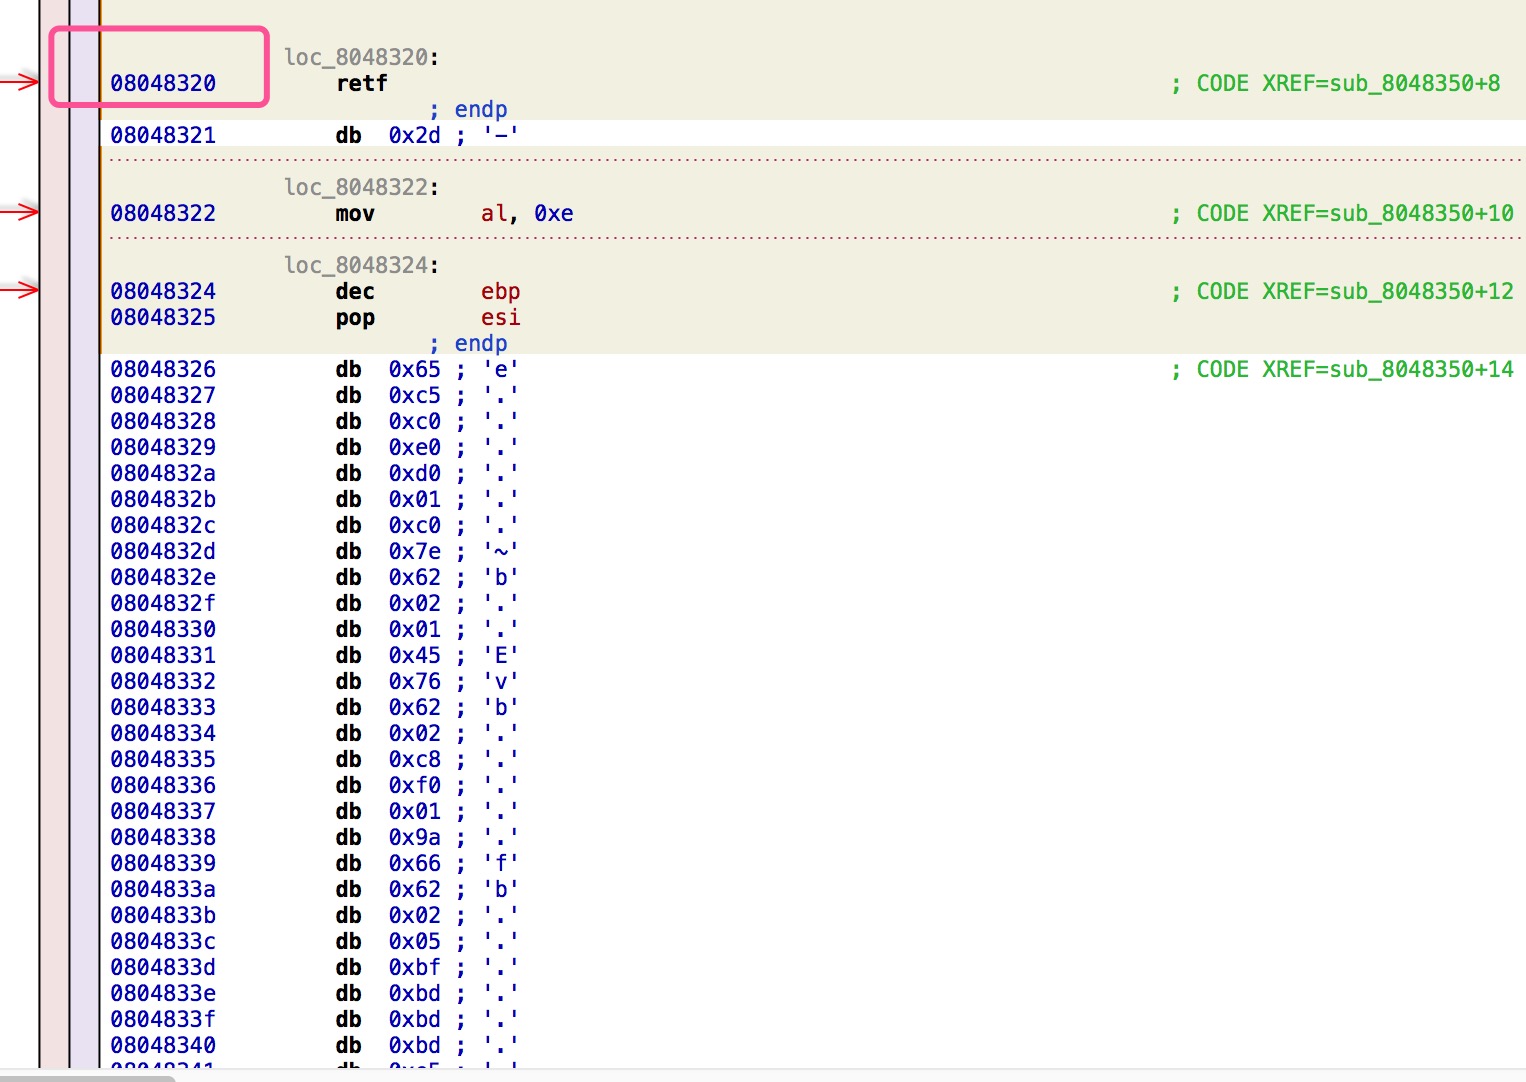 loc_8048320:
08048320 retf ; CODE XREF=sub_8048350+8
; endp
08048321 db 0x2d ; '-'
loc_8048322:
08048322 mov al, 0xe ; CODE XREF=sub_8048350+10
loc_8048324:
08048324 dec ebp ; CODE XREF=sub_8048350+12
08048325 pop esi
; endp
08048326 db 0x65 ; 'e' ; CODE XREF=sub_8048350+14
08048327 db 0xc5 ; '.'
08048328 db 0xc0 ; '.'
08048329 db 0xe0 ; '.'
0804832a db 0xd0 ; '.'
0804832b db 0x01 ; '.'
0804832c db 0xc0 ; '.'
0804832d db 0x7e ; '~'
0804832e db 0x62 ; 'b'
0804832f db 0x02 ; '.'
08048330 db 0x01 ; '.'
08048331 db 0x45 ; 'E'
08048332 db 0x76 ; 'v'
08048333 db 0x62 ; 'b'
08048334 db 0x02 ; '.'
08048335 db 0xc8 ; '.'
08048336 db 0xf0 ; '.'
08048337 db 0x01 ; '.'
08048338 db 0x9a ; '.'
08048339 db 0x66 ; 'f'
0804833a db 0x62 ; 'b'
0804833b db 0x02 ; '.'
0804833c db 0x05 ; '.'
0804833d db 0xbf ; '.'
0804833e db 0xbd ; '.'
0804833f db 0xbd ; '.'
08048340 db 0xbd ; '.'